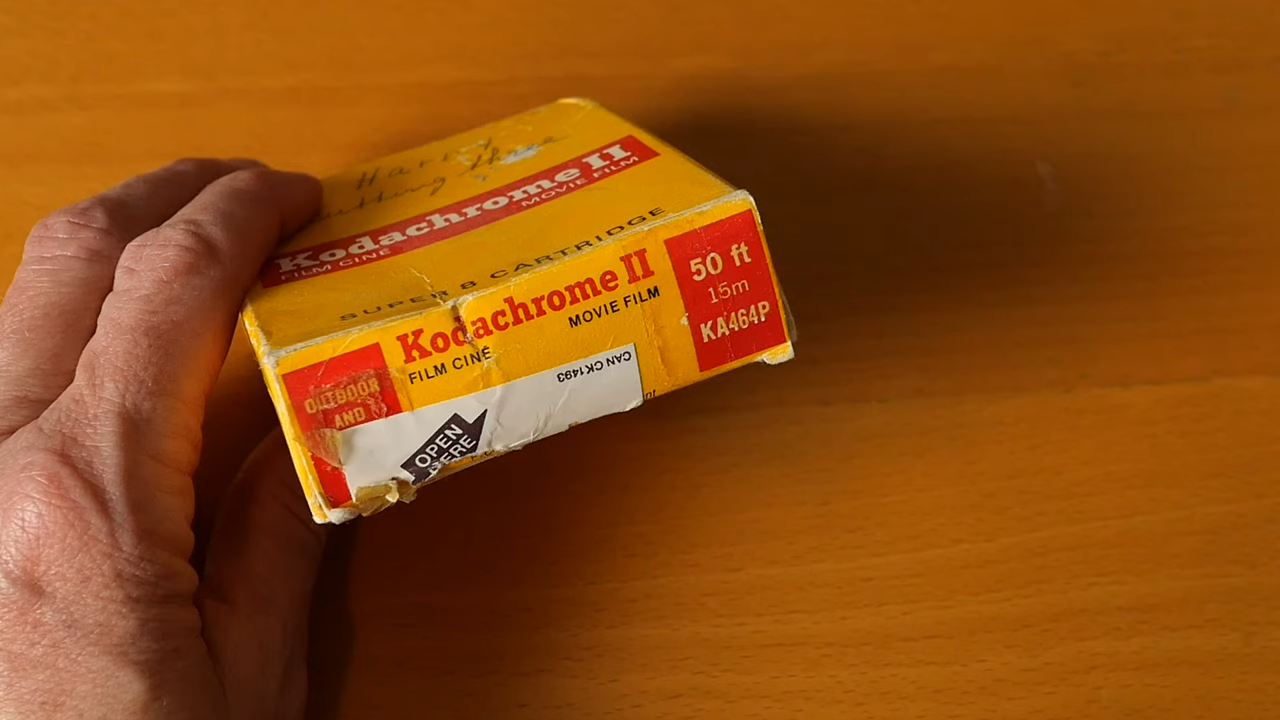 Harry
Kodachrome II
FILM CINÉ MOVIE FILM
SUPER 8 CARTRIDGE
Kodachrome II
FILM CINÉ MOVIE FILM
50 ft
15m
KA464P
OUTDOOR
AND
CAN CK1493
OPEN
HERE